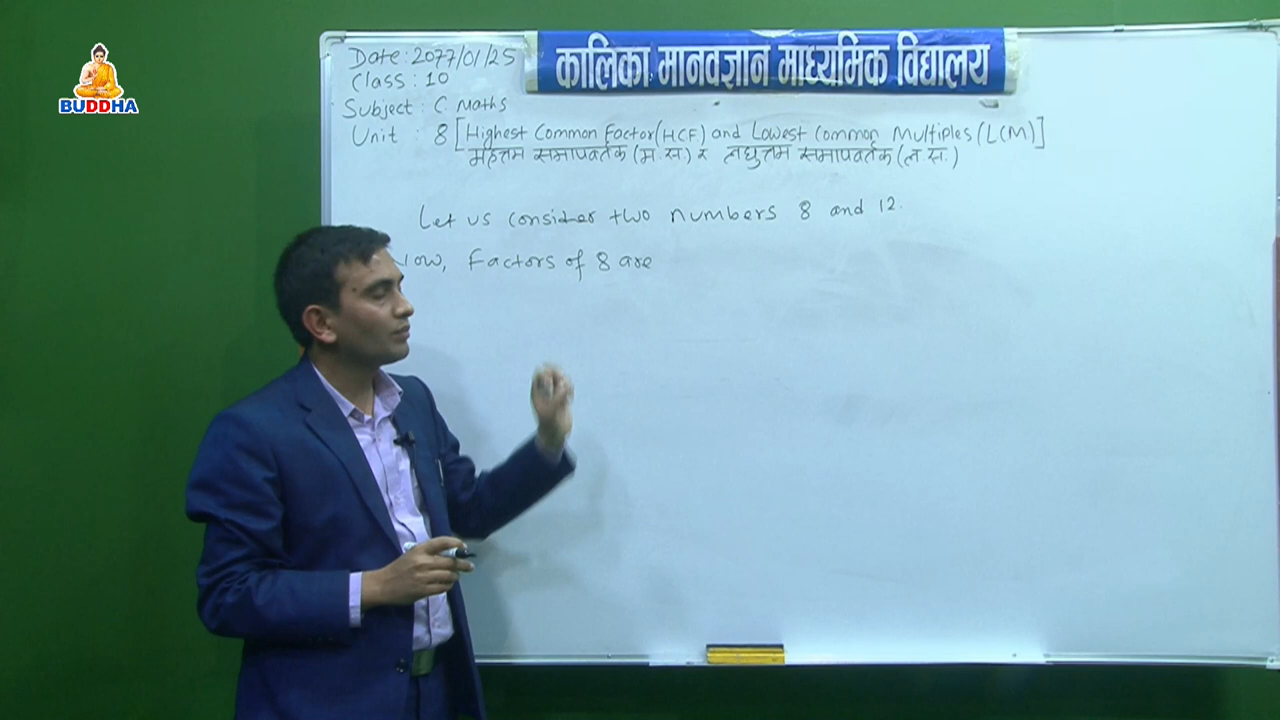 BUDDHA
कालिका मानवज्ञान माध्यमिक विद्यालय
Date: 2077/01/25
Class: 10
Subject: C Maths
Unit : 8 [Highest Common Factor(HCF) and Lowest Common Multiples (LCM)]
महत्तम समापवर्तक (म.स.) र लघुत्तम समापवर्तक (ल.स.)
Let us consider two numbers 8 and 12.
Now, Factors of 8 are